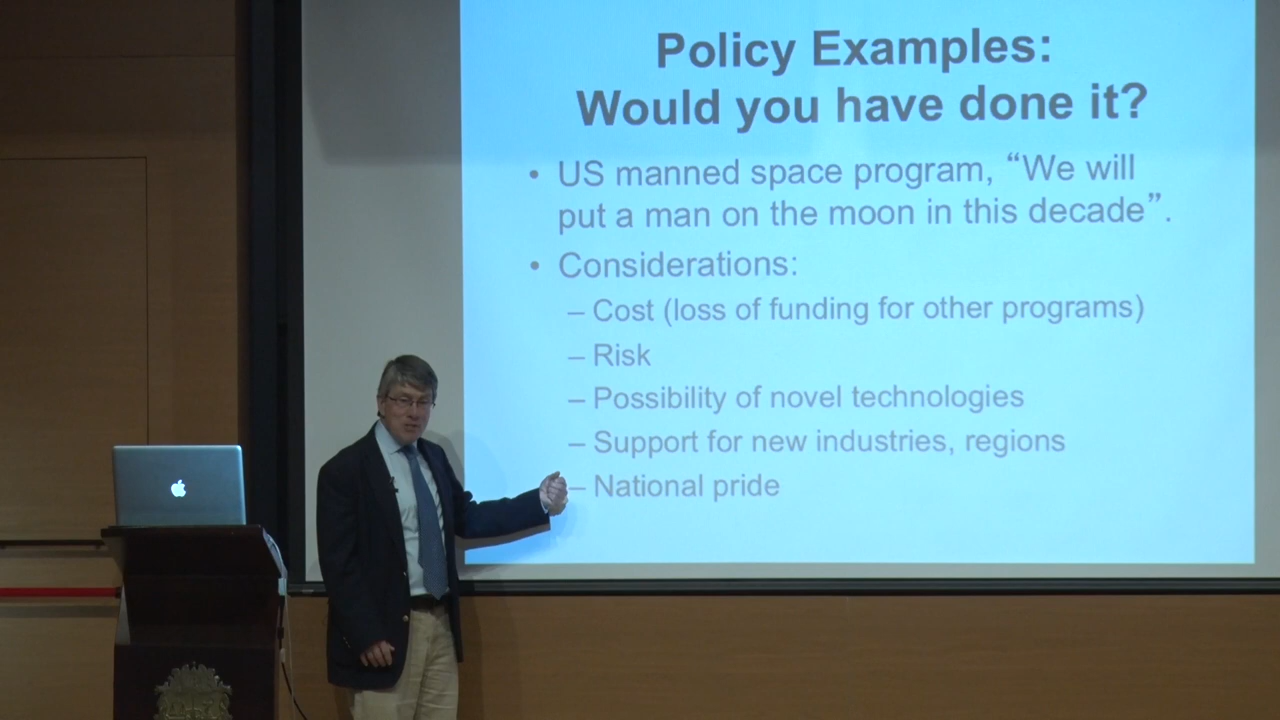 Policy Examples:
Would you have done it?
• US manned space program, “We will
put a man on the moon in this decade”.
• Considerations:
– Cost (loss of funding for other programs)
– Risk
– Possibility of novel technologies
– Support for new industries, regions
– National pride